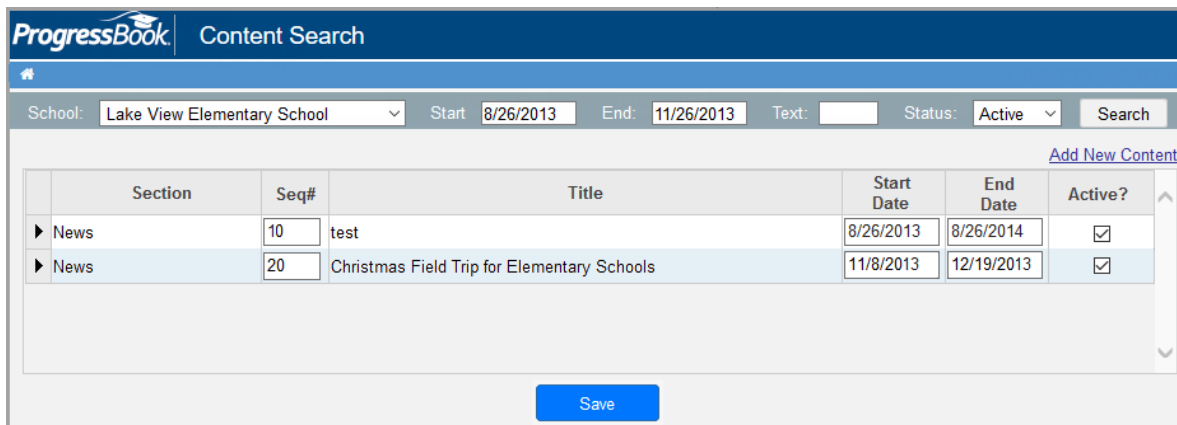 ProgressBook Content Search
School: Lake View Elementary School Start 8/26/2013 End: 11/26/2013 Text: Status: Active Search
Add New Content
Section Seq# Title Start Date End Date Active?
News 10 test 8/26/2013 8/26/2014
News 20 Christmas Field Trip for Elementary Schools 11/8/2013 12/19/2013
Save